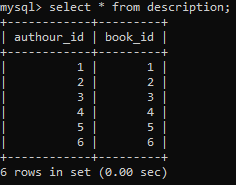 mysql> select * from description;
+------------+---------+
| authour_id | book_id |
+------------+---------+
|          1 |       1 |
|          2 |       2 |
|          3 |       3 |
|          4 |       4 |
|          5 |       5 |
|          6 |       6 |
+------------+---------+
6 rows in set (0.00 sec)